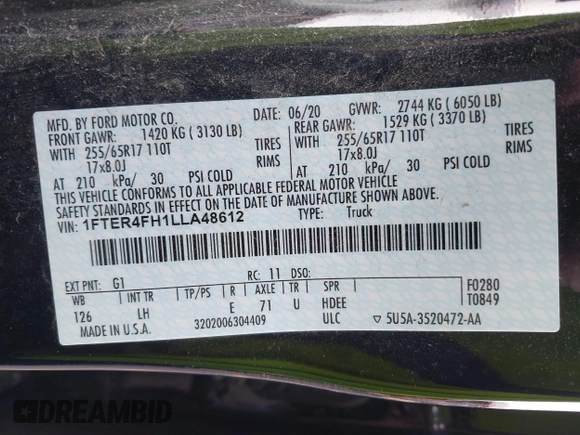 MFD. BY FORD MOTOR CO.
DATE: 06/20 GVWR: 2744 KG ( 6050 LB)
FRONT GAWR: 1420 KG ( 3130 LB) REAR GAWR: 1529 KG ( 3370 LB)
WITH 255/65R17 110T TIRES WITH 255/65R17 110T TIRES
17x8.0J RIMS 17x8.0J RIMS
AT 210 kPa/ 30 PSI COLD AT 210 kPa/ 30 PSI COLD
THIS VEHICLE CONFORMS TO ALL APPLICABLE FEDERAL MOTOR VEHICLE
SAFETY STANDARDS IN EFFECT ON THE DATE OF MANUFACTURE SHOWN ABOVE.
VIN: 1FTER4FH1LLA48612 TYPE: Truck
EXT PNT: G1 RC: 11 DSO: F0280
WB INT TR TP/PS R AXLE TR SPR T0849
126 LH E 71 U HDEE
MADE IN U.S.A. 3202006304409 ULC ▽ 5U5A-3520472-AA
DREAMBID